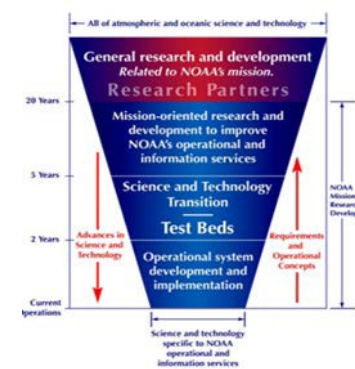 All of atmospheric and oceanic science and technology
General research and development
Related to NOAA's mission.
Research Partners
20 Years
Mission-oriented research and
development to improve
NOAA's operational and
information services
5 Years
Science and Technology
Transition
Test Beds
2 Years
Operational system
development and
implementation
Advances in
Science and
Technology
Requirements
and
Operational
Concepts
NOAA
Mission
Resear
Develo
Current
Operations
Science and technology
specific to NOAA
operational and
information services